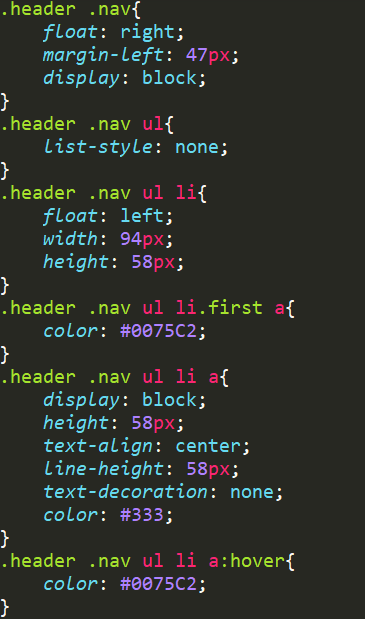 .header .nav{
    float: right;
    margin-left: 47px;
    display: block;
}
.header .nav ul{
    list-style: none;
}
.header .nav ul li{
    float: left;
    width: 94px;
    height: 58px;
}
.header .nav ul li.first a{
    color: #0075C2;
}
.header .nav ul li a{
    display: block;
    height: 58px;
    text-align: center;
    line-height: 58px;
    text-decoration: none;
    color: #333;
}
.header .nav ul li a:hover{
    color: #0075C2;
}